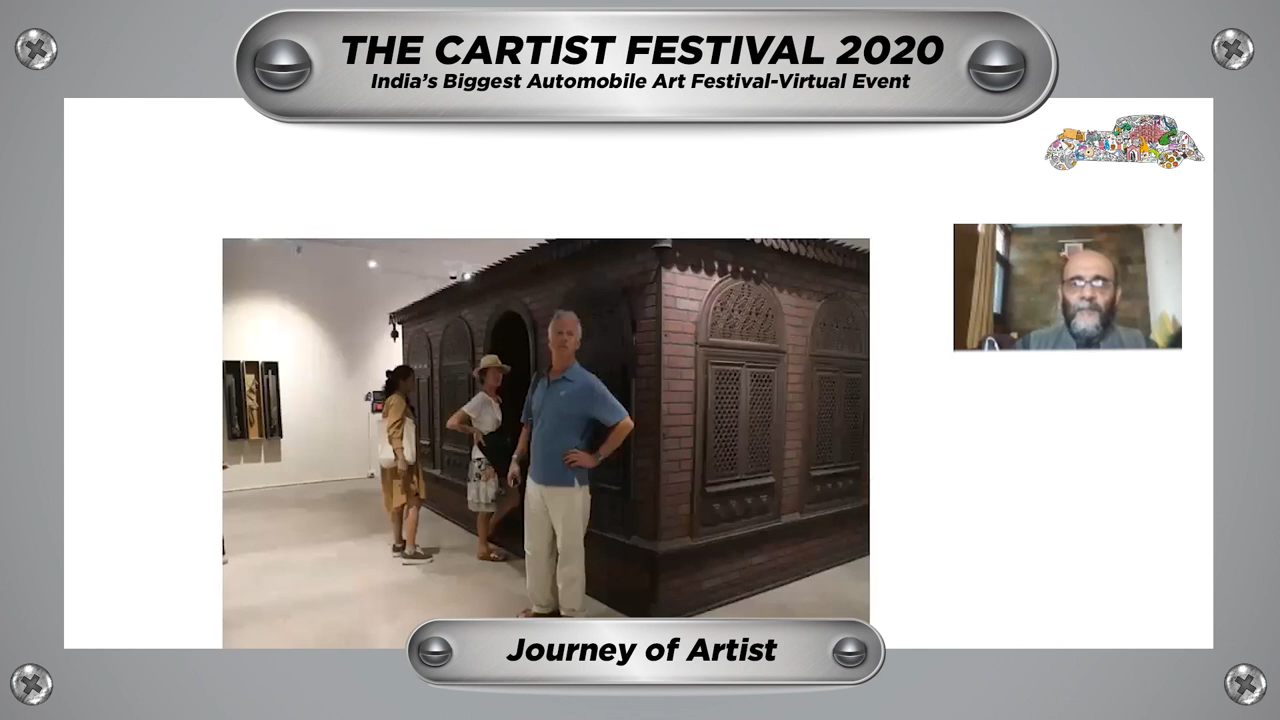 THE CARTIST FESTIVAL 2020
India's Biggest Automobile Art Festival-Virtual Event
Journey of Artist